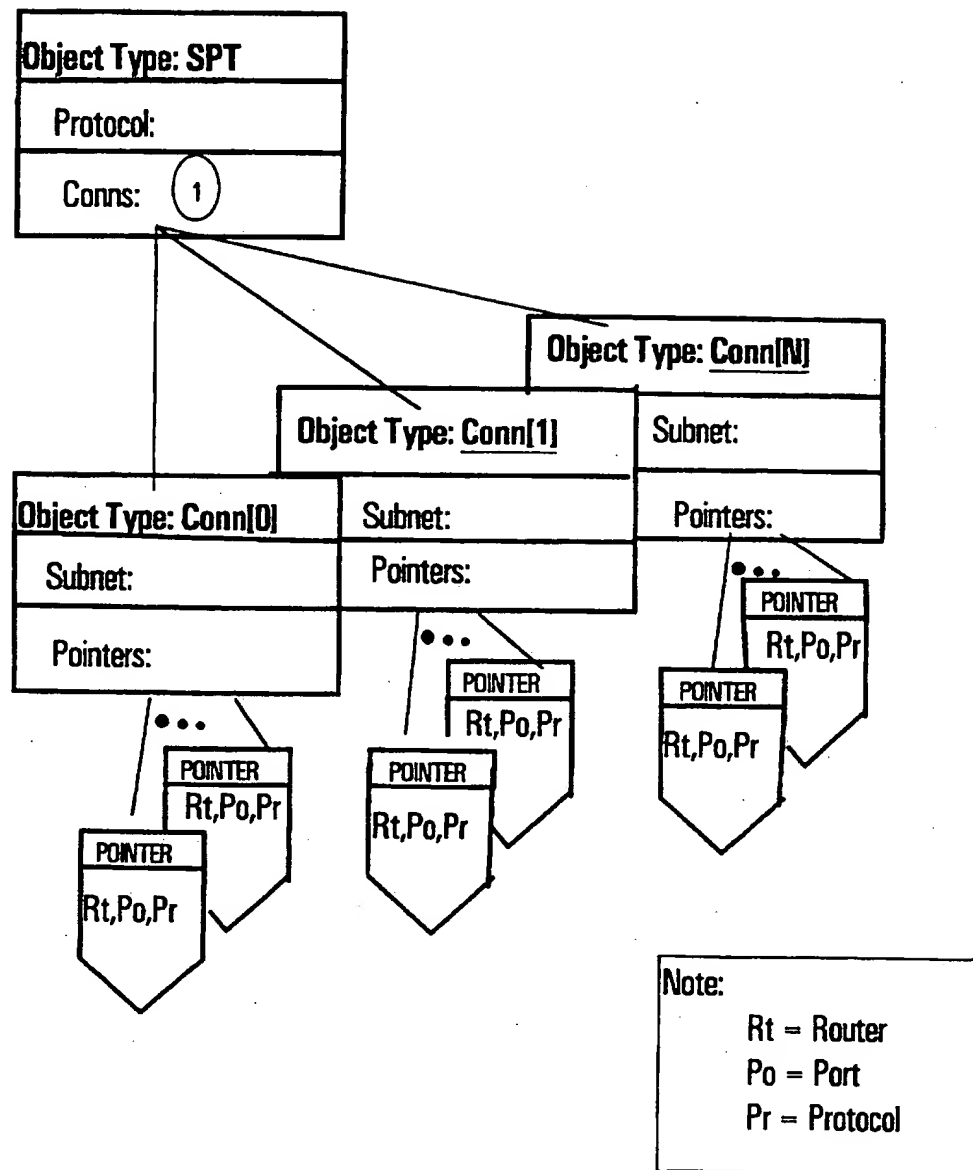 Object Type: SPT
Protocol:
Conns: 1
Object Type: Conn[N]
Subnet:
Pointers:
Object Type: Conn[1]
Subnet:
Pointers:
Object Type: Conn[0]
Subnet:
Pointers:
POINTER
Rt,Po,Pr
POINTER
Rt,Po,Pr
POINTER
Rt,Po,Pr
POINTER
Rt,Po,Pr
POINTER
Rt,Po,Pr
POINTER
Rt,Po,Pr
Note:
Rt = Router
Po = Port
Pr = Protocol